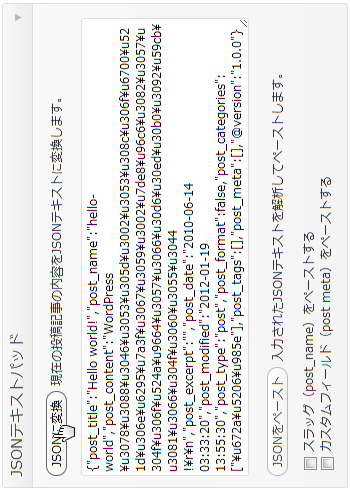 JSONテキストパッド
JSONに変換 現在の投稿記事の内容をJSONテキストに変換します。
{"post_title":"Hello world!","post_name":"hello-
world","post_content":"WordPress
¥u3078¥u3088¥u3046¥u3053¥u305d¥u3002¥u3053¥u308c¥u306f¥u6700¥u52
1d¥u306e¥u6295¥u7a3f¥u3067¥u3059¥u3002¥u7de8¥u96c6¥u3082¥u3057¥u
304f¥u306f¥u524a¥u9664¥u3057¥u3066¥u30d6¥u30ed¥u30b0¥u3092¥u59cb¥
u3081¥u3066¥u304f¥u3060¥u3055¥u3044
!¥r¥n","post_excerpt":"","post_date":"2010-06-14
03:33:20","post_modified":"2012-01-19
13:55:30","post_type":"post","post_format":false,"post_categories":
["¥u672a¥u5206¥u985e"],"post_tags":[],"post_meta":[],"@version":"1.0.0"}
JSONをペースト 入力されたJSONテキストを解析してペーストします。
スラッグ（post_name）をペーストする
カスタムフィールド（post meta）をペーストする